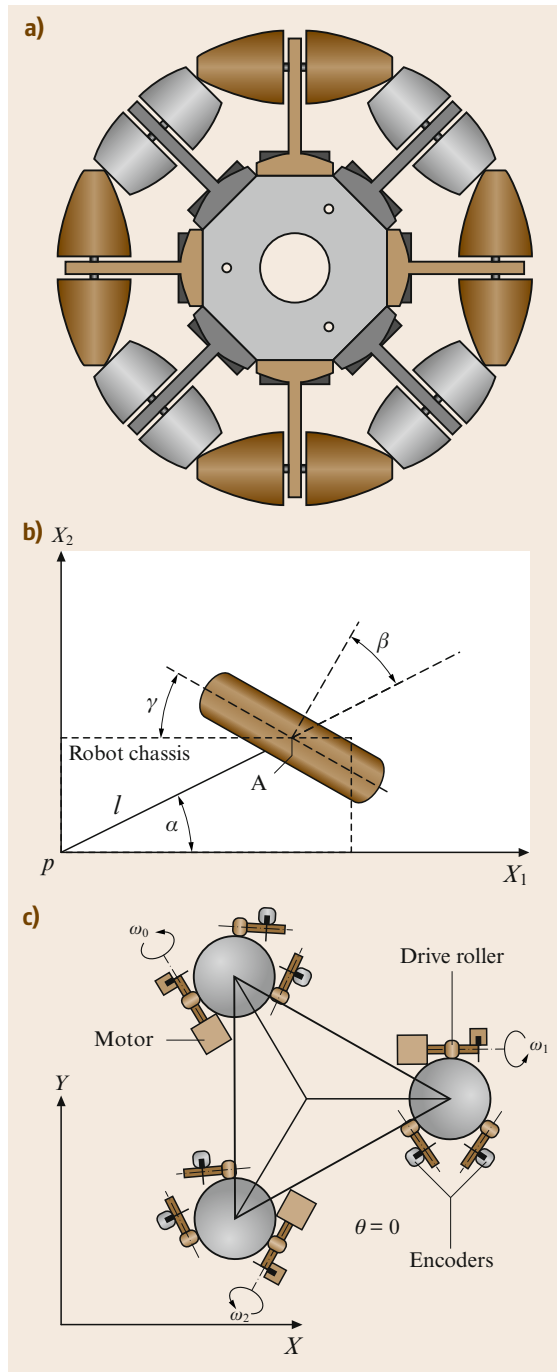 a)
b)
X₂
β
γ
Robot chassis
A
l
α
p
X₁
c)
ω₀
Drive roller
Motor
ω₁
Y
θ = 0
Encoders
ω₂
X